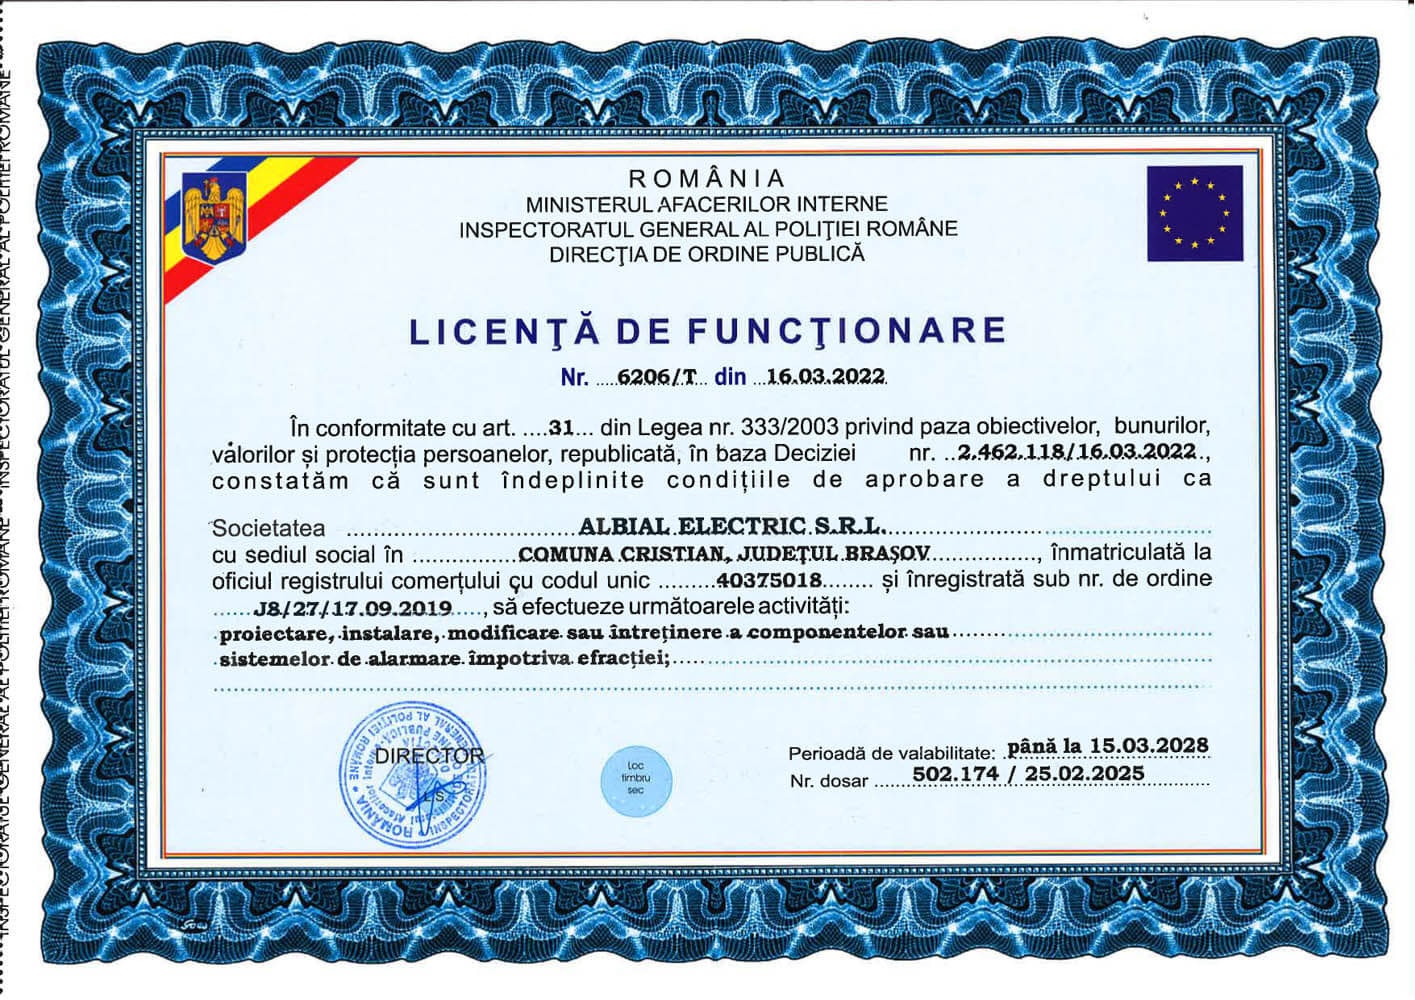 ROMÂNIA
MINISTERUL AFACERILOR INTERNE
INSPECTORATUL GENERAL AL POLIŢIEI ROMÂNE
DIRECŢIA DE ORDINE PUBLICĂ
LICENŢĂ DE FUNCŢIONARE
Nr. .....6206/T... din ...16.03.2022.
În conformitate cu art. ....31... din Legea nr. 333/2003 privind paza obiectivelor, bunurilor,
valorilor și protecția persoanelor, republicată, în baza Deciziei nr. ..2.462.118/16.03.2022.,
constatăm că sunt îndeplinite condițiile de aprobare a dreptului ca
Societatea ....ALBIAL ELECTRIC S.R.L....
cu sediul social în ....COMUNA CRISTIAN, JUDEȚUL BRAȘOV...., înmatriculată la
oficiul registrului comerțului cu codul unic ....40375018.... și înregistrată sub nr. de ordine
......J8/27/17.09.2019....., să efectueze următoarele activități:
proiectare, instalare, modificare sau întreținere a componentelor sau
sistemelor de alarmare împotriva efracției;
DIRECTOR
L.S.
Loc
timbru
sec
Perioadă de valabilitate: până la 15.03.2028
Nr. dosar ....502.174 / 25.02.2025....
INSPECTORATUL GENERAL AL POLIȚIEI ROMÂNE